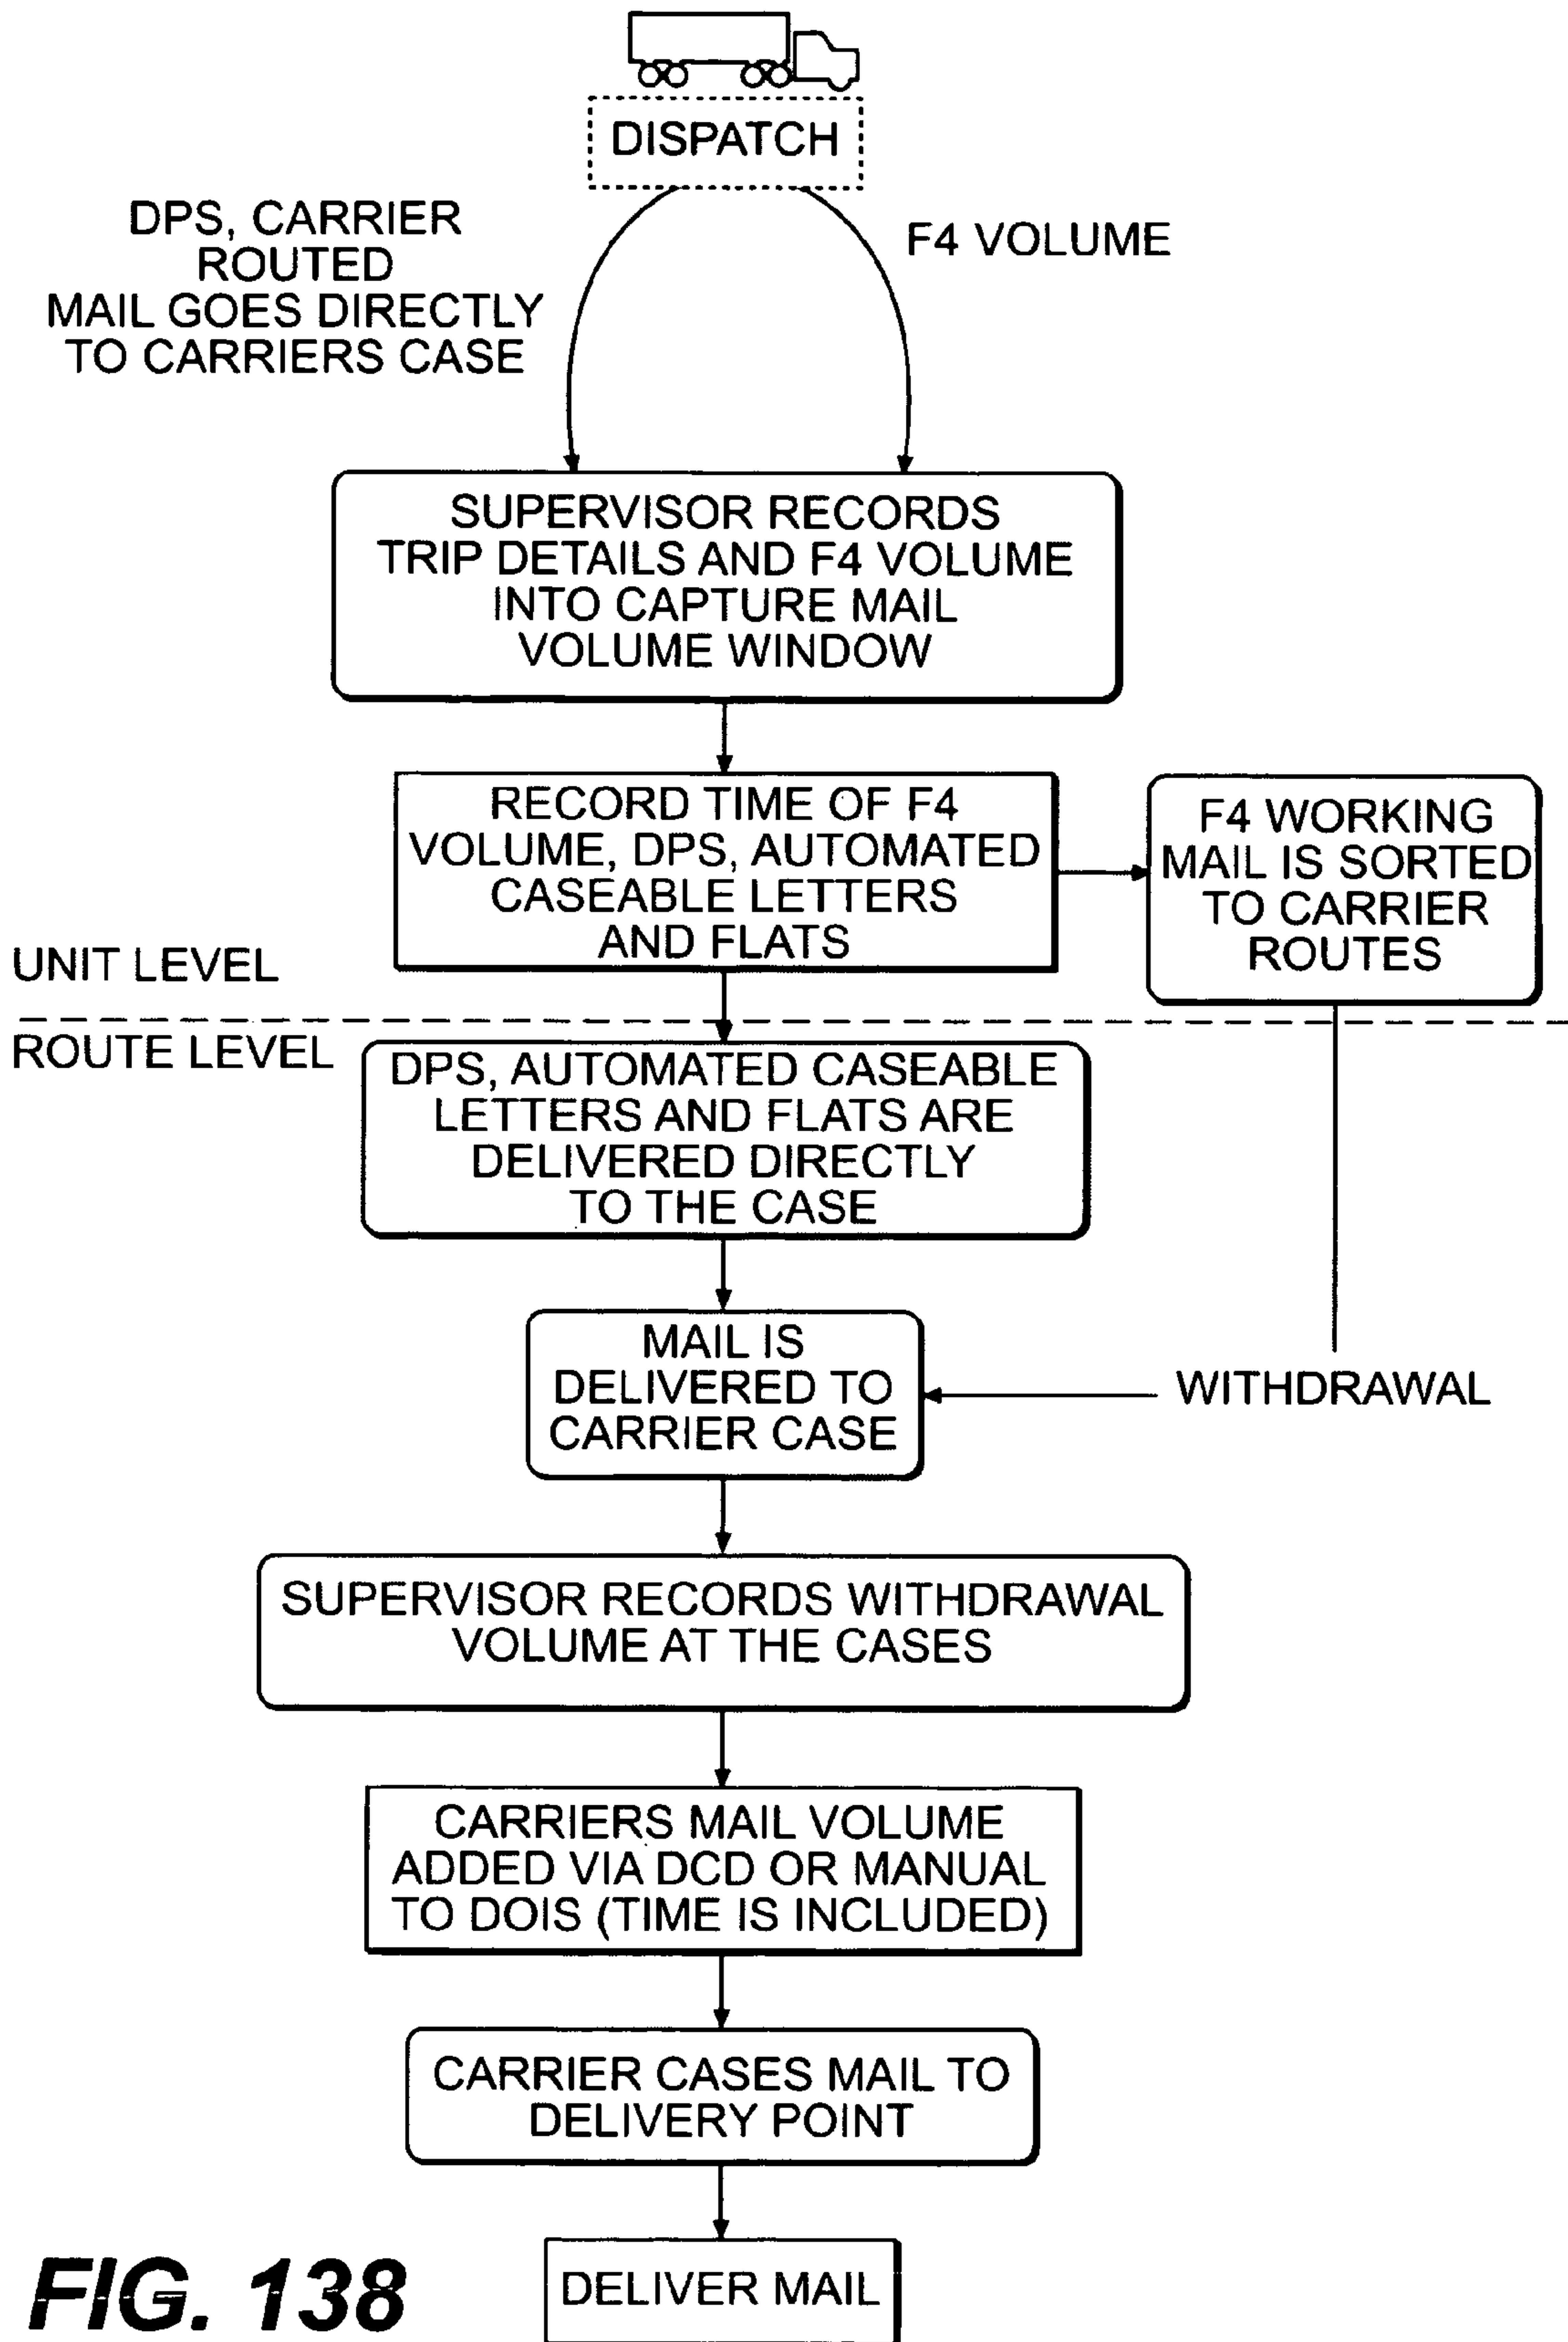 DISPATCH
DPS, CARRIER
ROUTED
MAIL GOES DIRECTLY
TO CARRIERS CASE
F4 VOLUME
SUPERVISOR RECORDS
TRIP DETAILS AND F4 VOLUME
INTO CAPTURE MAIL
VOLUME WINDOW
RECORD TIME OF F4
VOLUME, DPS, AUTOMATED
CASEABLE LETTERS
AND FLATS
F4 WORKING
MAIL IS SORTED
TO CARRIER
ROUTES
UNIT LEVEL
ROUTE LEVEL
DPS, AUTOMATED CASEABLE
LETTERS AND FLATS ARE
DELIVERED DIRECTLY
TO THE CASE
MAIL IS
DELIVERED TO
CARRIER CASE
WITHDRAWAL
SUPERVISOR RECORDS WITHDRAWAL
VOLUME AT THE CASES
CARRIERS MAIL VOLUME
ADDED VIA DCD OR MANUAL
TO DOIS (TIME IS INCLUDED)
CARRIER CASES MAIL TO
DELIVERY POINT
DELIVER MAIL
FIG. 138